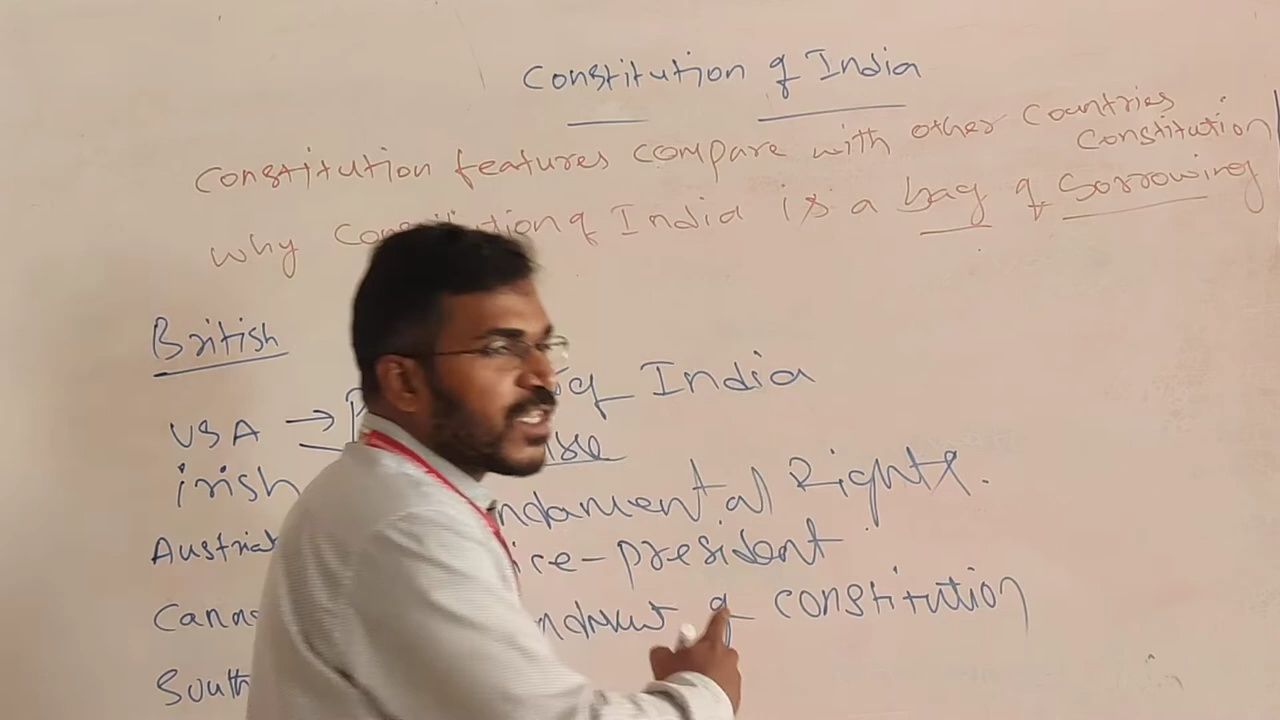 Constitution of India
Constitution features compare with other Countries Constitution
why Constitution of India is a bag of Borrowing
British
USA → of India
irish
ndamental Rights.
Austria
ice-president
Cana
of constitution
South